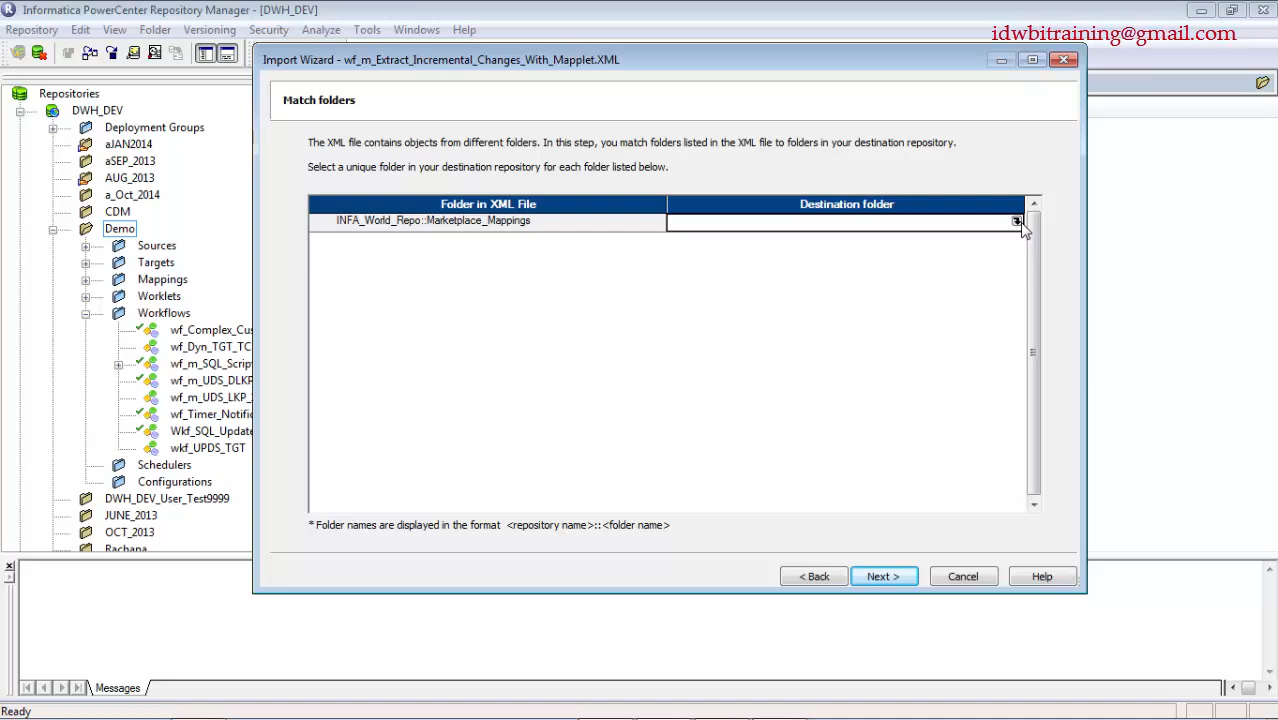 Informatica PowerCenter Repository Manager - [DWH_DEV]
Repository Edit View Folder Versioning Security Analyze Tools Windows Help
idwbitraining@gmail.com
Import Wizard - wf_m_Extract_Incremental_Changes_With_Mapplet.XML
Match folders
The XML file contains objects from different folders. In this step, you match folders listed in the XML file to folders in your destination repository.
Select a unique folder in your destination repository for each folder listed below.
Folder in XML File Destination folder
INFA_World_Repo::Marketplace_Mappings
* Folder names are displayed in the format <repository name>::<folder name>
< Back Next > Cancel Help
Repositories
DWH_DEV
Deployment Groups
aJAN2014
aSEP_2013
AUG_2013
a_Oct_2014
CDM
Demo
Sources
Targets
Mappings
Worklets
Workflows
wf_Complex_Cus
wf_Dyn_TGT_TC
wf_m_SQL_Script
wf_m_UDS_DLKP
wf_m_UDS_LKP_
wf_Timer_Notific
Wkf_SQL_Update
wkf_UPDS_TGT
Schedulers
Configurations
DWH_DEV_User_Test9999
JUNE_2013
OCT_2013
Rachana
Messages
Ready